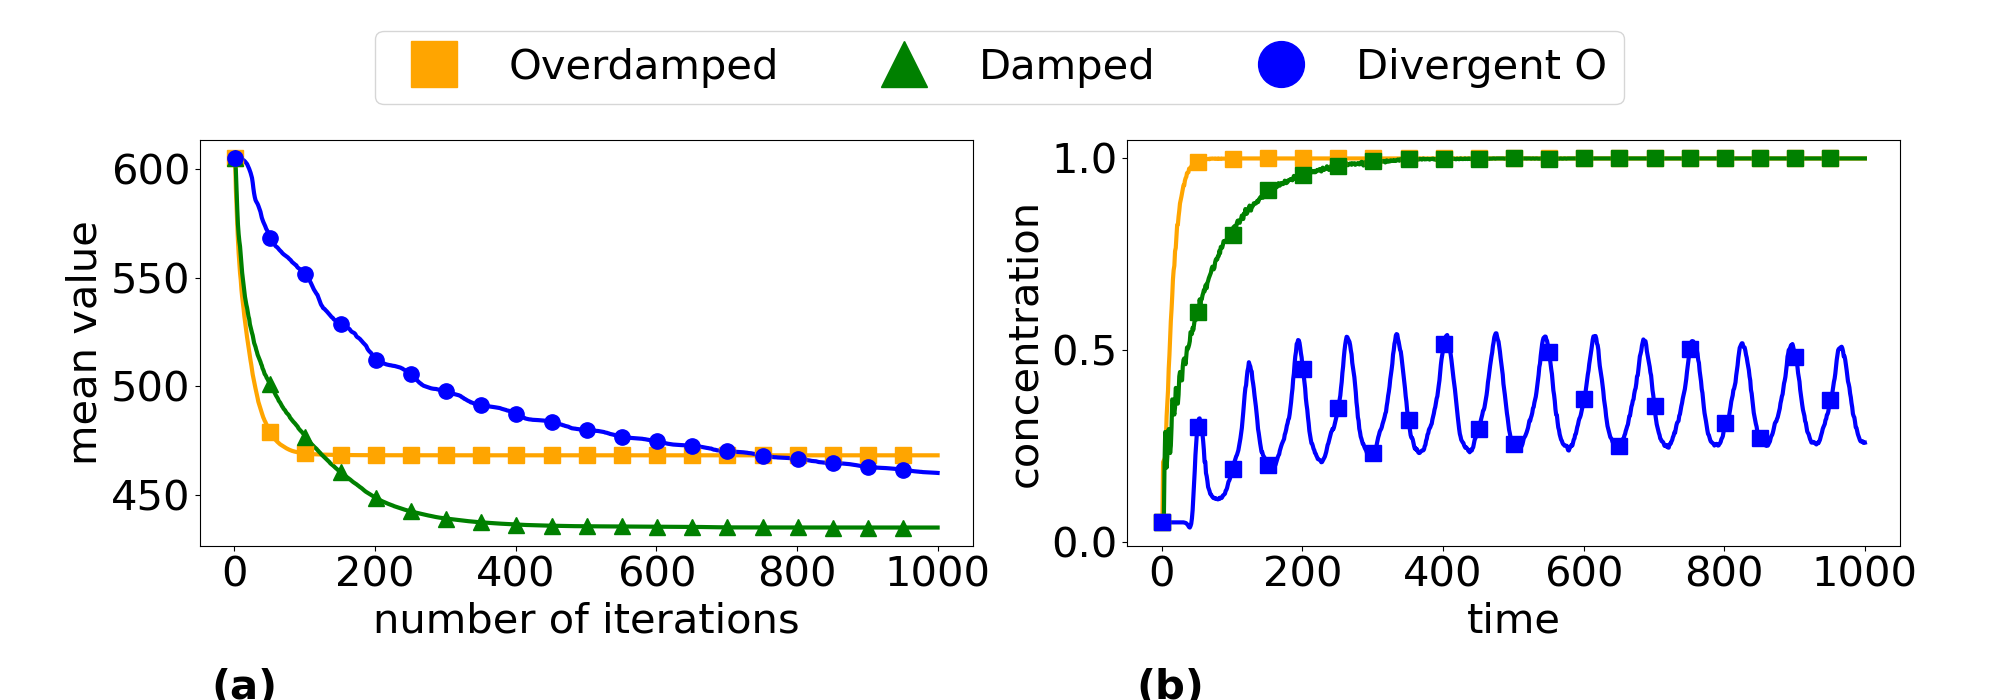 Overdamped Damped Divergent O
600
550
500
450
mean value
0 200 400 600 800 1000
number of iterations
(a)
1.0
0.5
0.0
concentration
0 200 400 600 800 1000
time
(b)